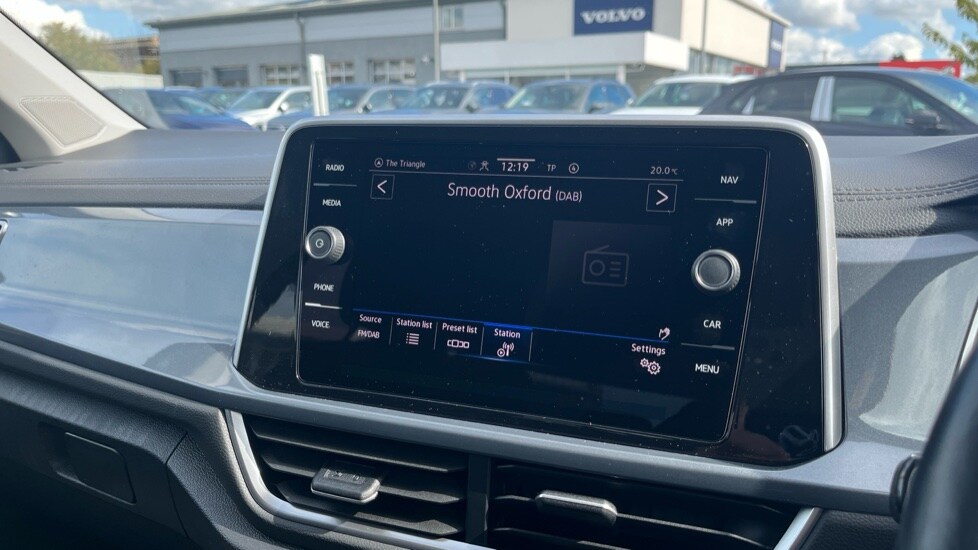 VOLVO
RADIO
MEDIA
PHONE
VOICE
The Triangle 12:19 TP 20.0°C
< Smooth Oxford (DAB) >
Source
FM/DAB
Station list
Preset list
Station
Settings
NAV
APP
CAR
MENU